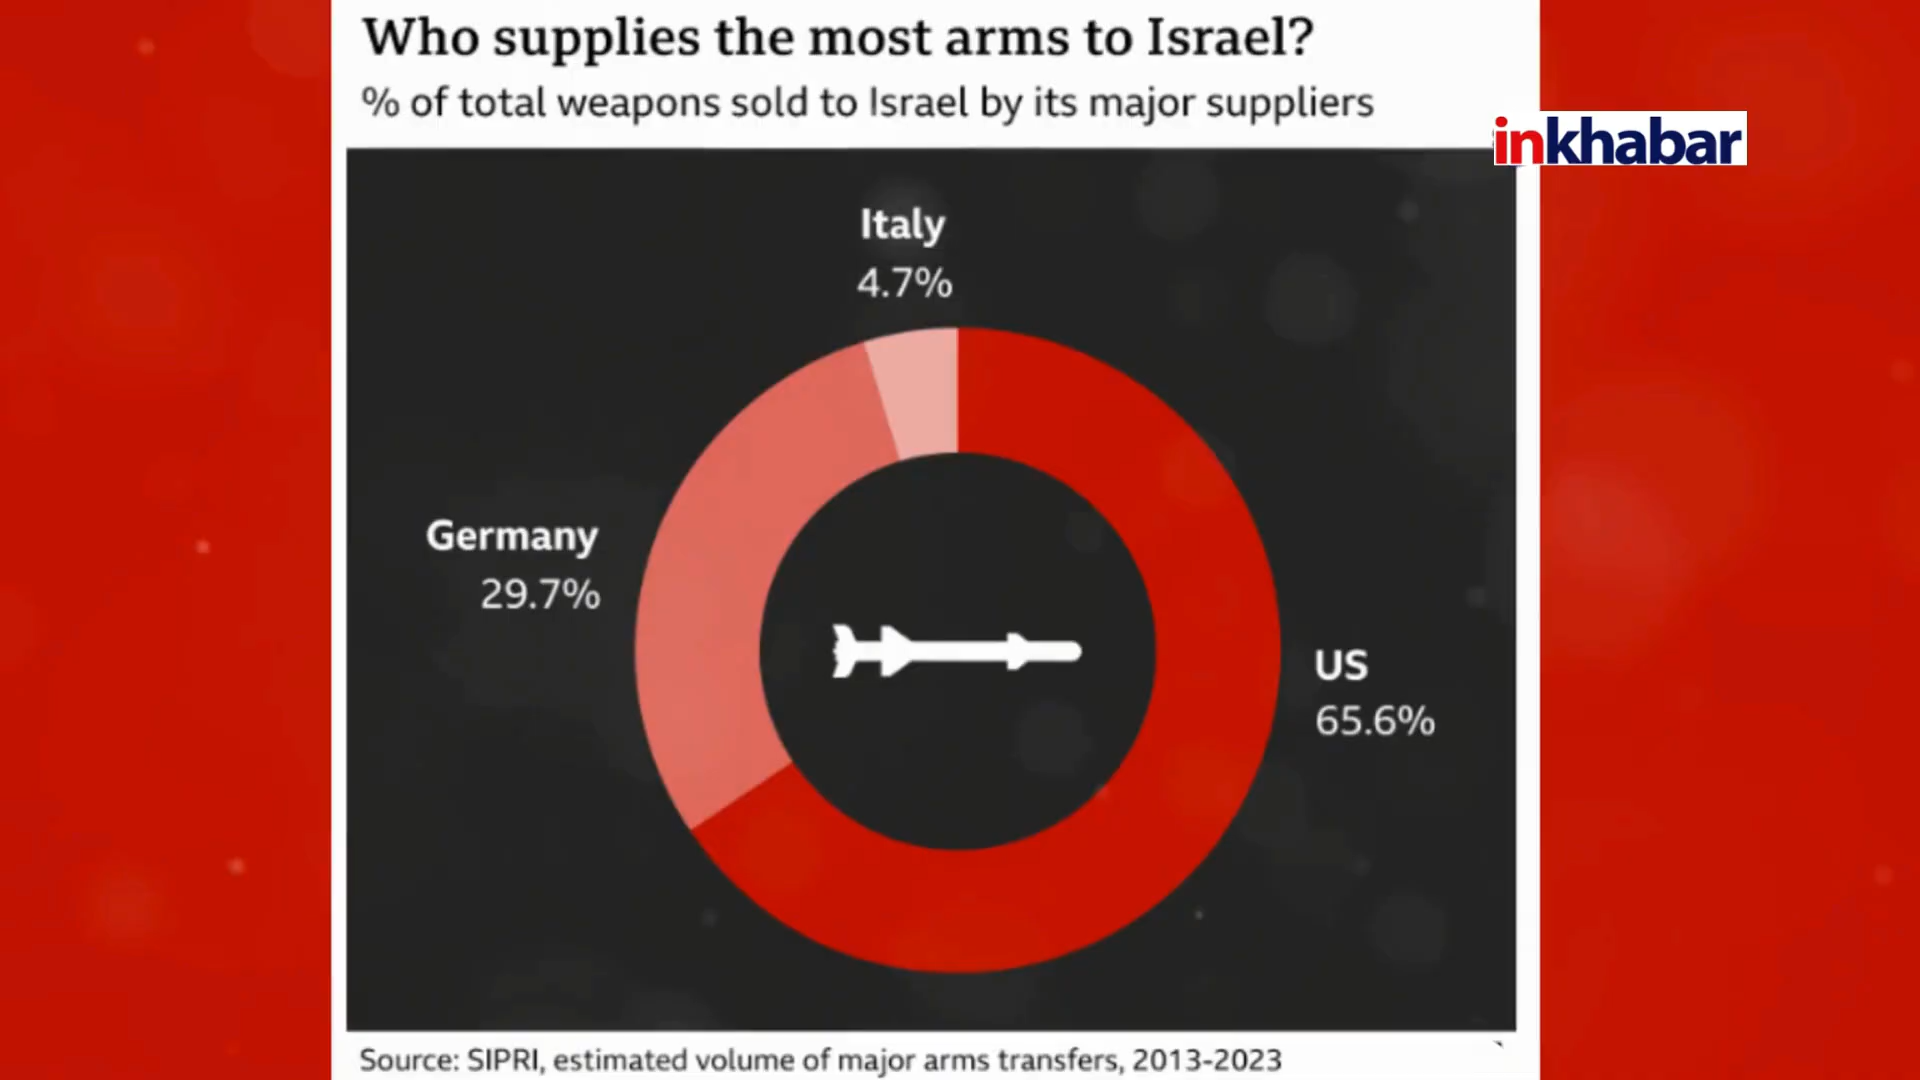 Who supplies the most arms to Israel?
% of total weapons sold to Israel by its major suppliers
inkhabar
Italy
4.7%
Germany
29.7%
US
65.6%
Source: SIPRI, estimated volume of major arms transfers, 2013-2023